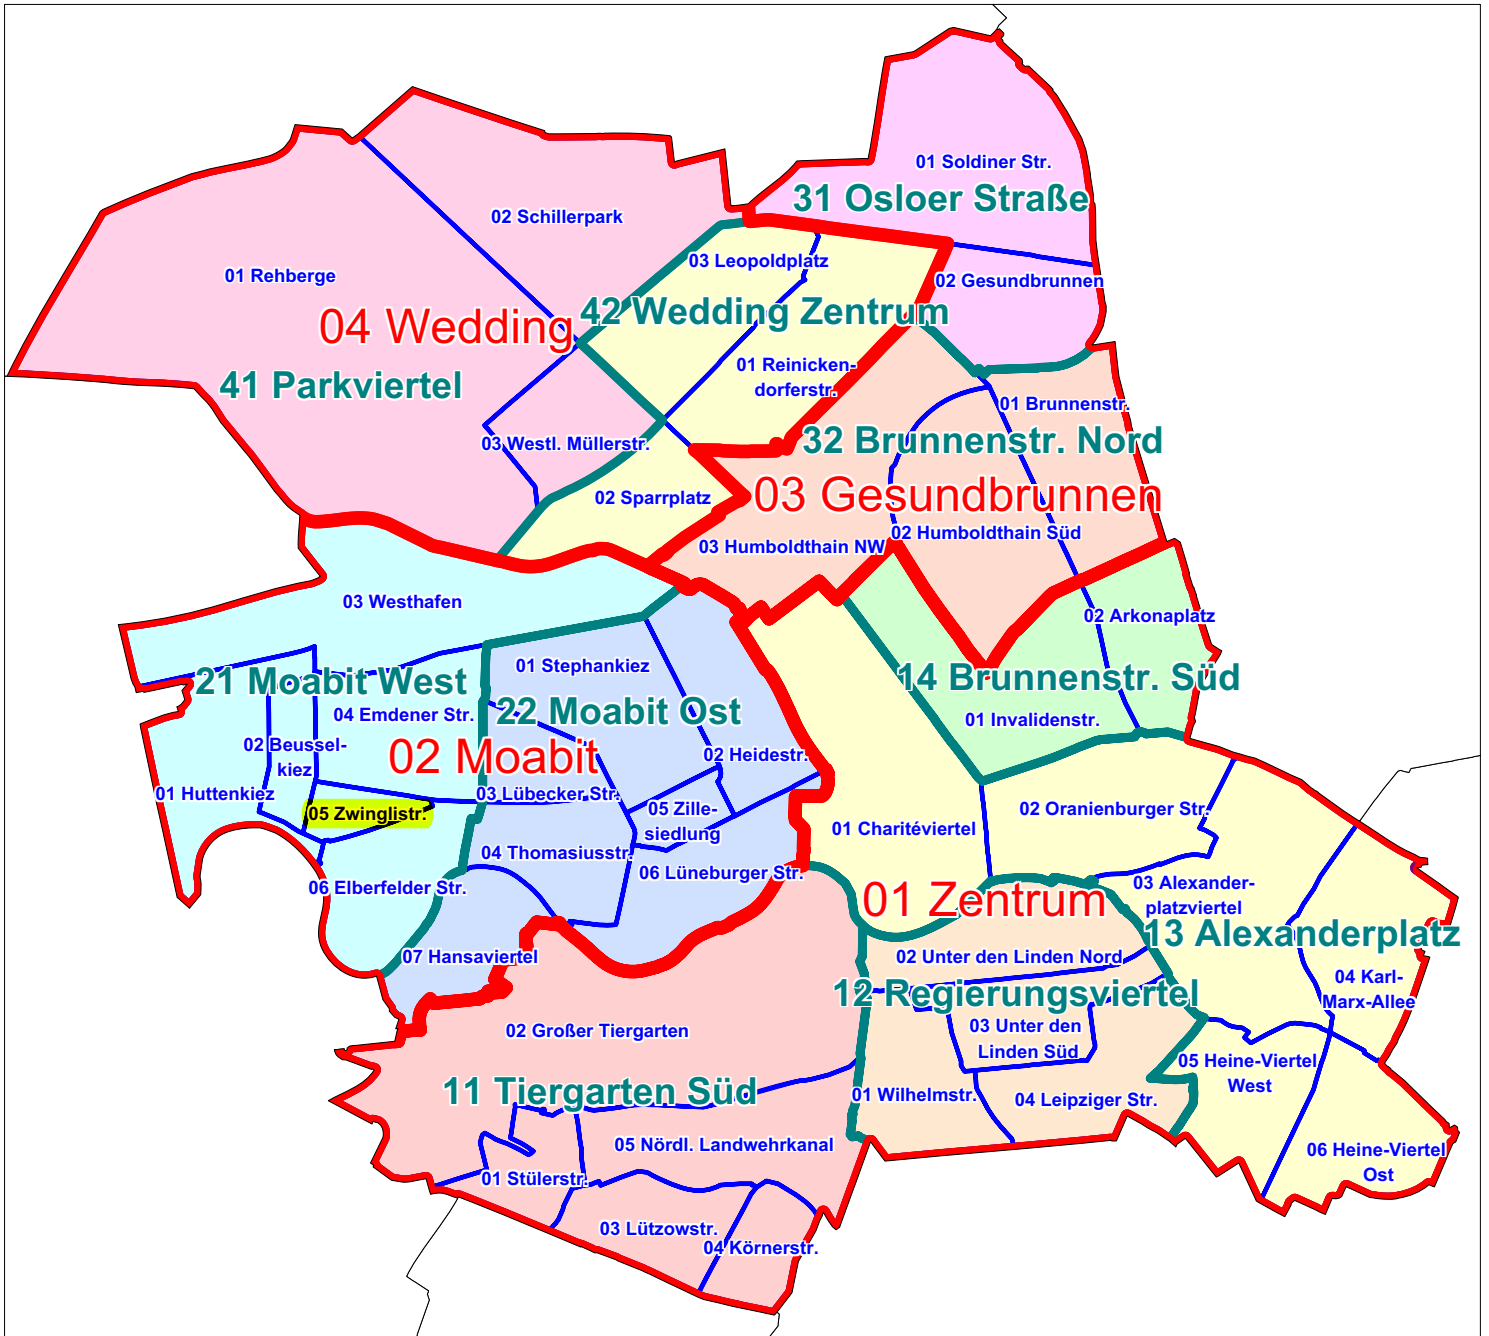 01 Soldiner Str.
31 Osloer Straße
02 Schillerpark
03 Leopoldplatz
01 Rehberge
02 Gesundbrunnen
42 Wedding Zentrum
04 Wedding
01 Reinicken-
dorferstr.
41 Parkviertel
01 Brunnenstr.
32 Brunnenstr. Nord
03 Westl. Müllerstr.
02 Sparrplatz
03 Gesundbrunnen
02 Humboldthain Süd
03 Humboldthain NW
03 Westhafen
02 Arkonaplatz
01 Stephankiez
21 Moabit West
14 Brunnenstr. Süd
22 Moabit Ost
04 Emdener Str.
01 Invalidenstr.
02 Beussel-
kiez
02 Moabit
02 Heidestr.
01 Huttenkiez
03 Lübecker Str.
05 Zwinglistr.
05 Zille-
siedlung
02 Oranienburger Str.
01 Charitéviertel
04 Thomasiusstr.
06 Lüneburger Str.
06 Elberfelder Str.
03 Alexander-
platzviertel
01 Zentrum
13 Alexanderplatz
07 Hansaviertel
02 Unter den Linden Nord
04 Karl-
Marx-Allee
12 Regierungsviertel
02 Großer Tiergarten
03 Unter den
Linden Süd
05 Heine-Viertel
West
11 Tiergarten Süd
01 Wilhelmstr.
04 Leipziger Str.
05 Nördl. Landwehrkanal
06 Heine-Viertel
Ost
01 Stülerstr.
03 Lützowstr.
04 Körnerstr.